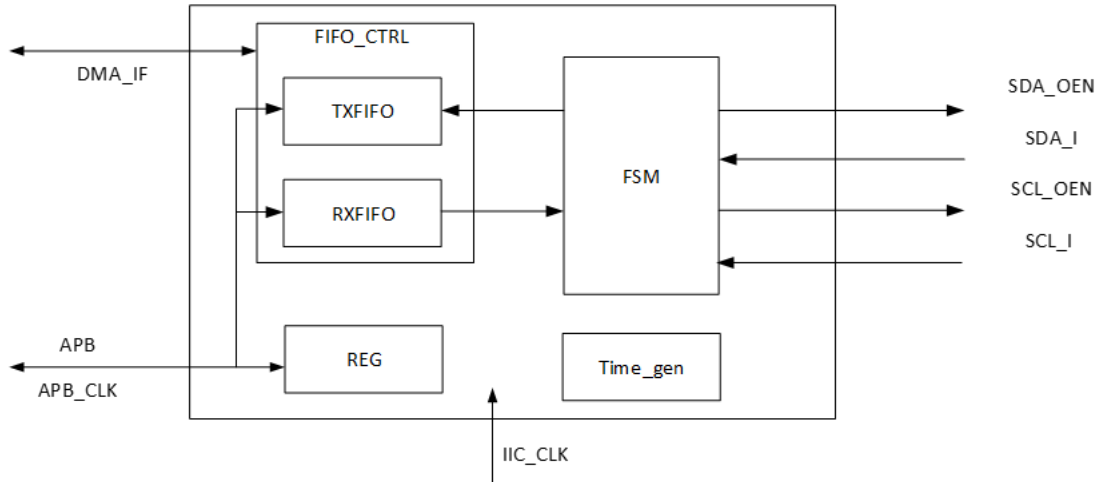 FIFO_CTRL
DMA_IF
TXFIFO
SDA_OEN
SDA_I
FSM
SCL_OEN
RXFIFO
SCL_I
APB
REG
Time_gen
APB_CLK
IIC_CLK